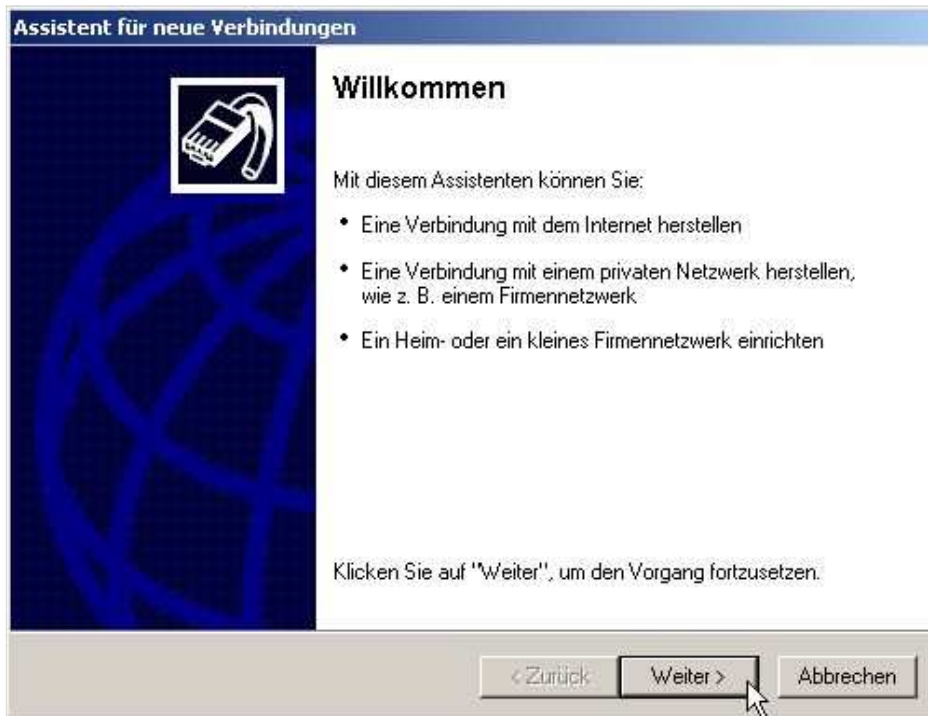 Assistent für neue Verbindungen
Willkommen
Mit diesem Assistenten können Sie:
• Eine Verbindung mit dem Internet herstellen
• Eine Verbindung mit einem privaten Netzwerk herstellen,
wie z. B. einem Firmennetzwerk
• Ein Heim- oder ein kleines Firmennetzwerk einrichten
Klicken Sie auf "Weiter", um den Vorgang fortzusetzen.
< Zurück Weiter > Abbrechen